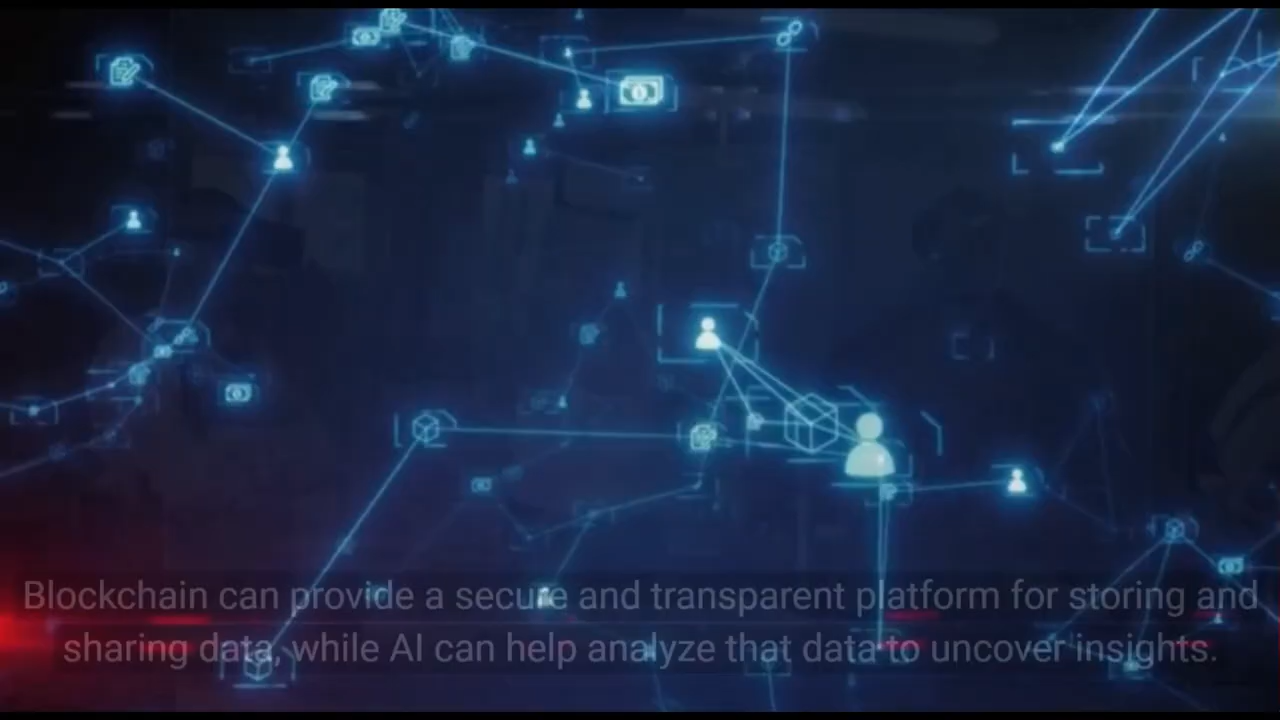 Blockchain can provide a secure and transparent platform for storing and
sharing data, while AI can help analyze that data to uncover insights.